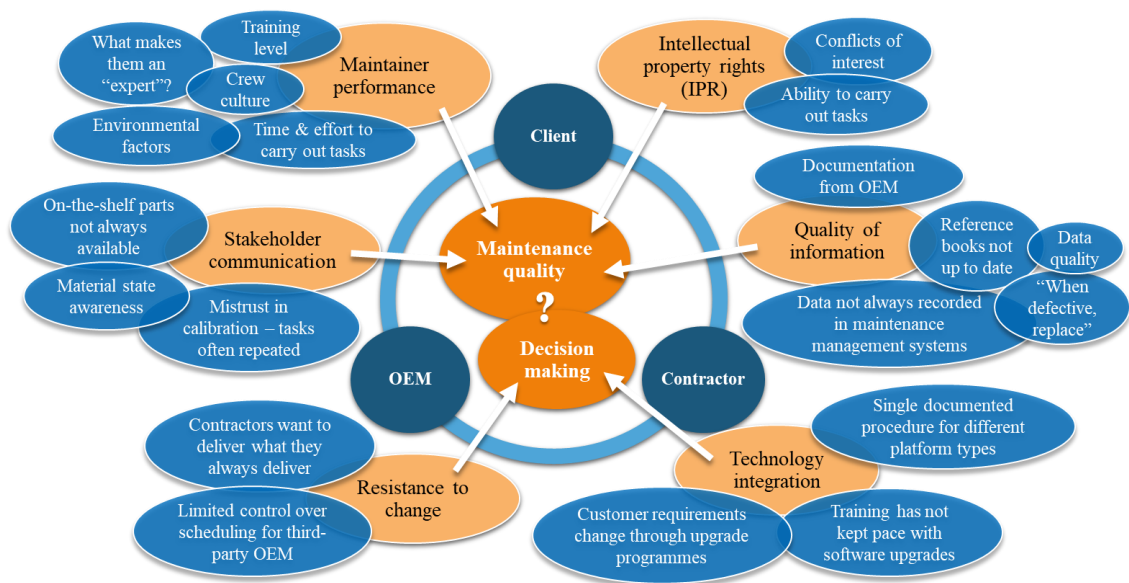 What makes
them an
“expert”?
Training
level
Crew
culture
Environmental
factors
Time & effort to
carry out tasks
Maintainer
performance
Intellectual
property rights
(IPR)
Conflicts of
interest
Ability to carry
out tasks
Client
Documentation
from OEM
On-the-shelf parts
not always
available
Stakeholder
communication
Material state
awareness
Mistrust in
calibration – tasks
often repeated
Maintenance
quality
?
Decision
making
Quality of
information
Reference
books not
up to date
Data
quality
“When
defective,
replace”
Data not always recorded
in maintenance
management systems
OEM
Contractor
Contractors want to
deliver what they
always deliver
Resistance to
change
Limited control over
scheduling for third-
party OEM
Single documented
procedure for different
platform types
Technology
integration
Customer requirements
change through upgrade
programmes
Training has not
kept pace with
software upgrades